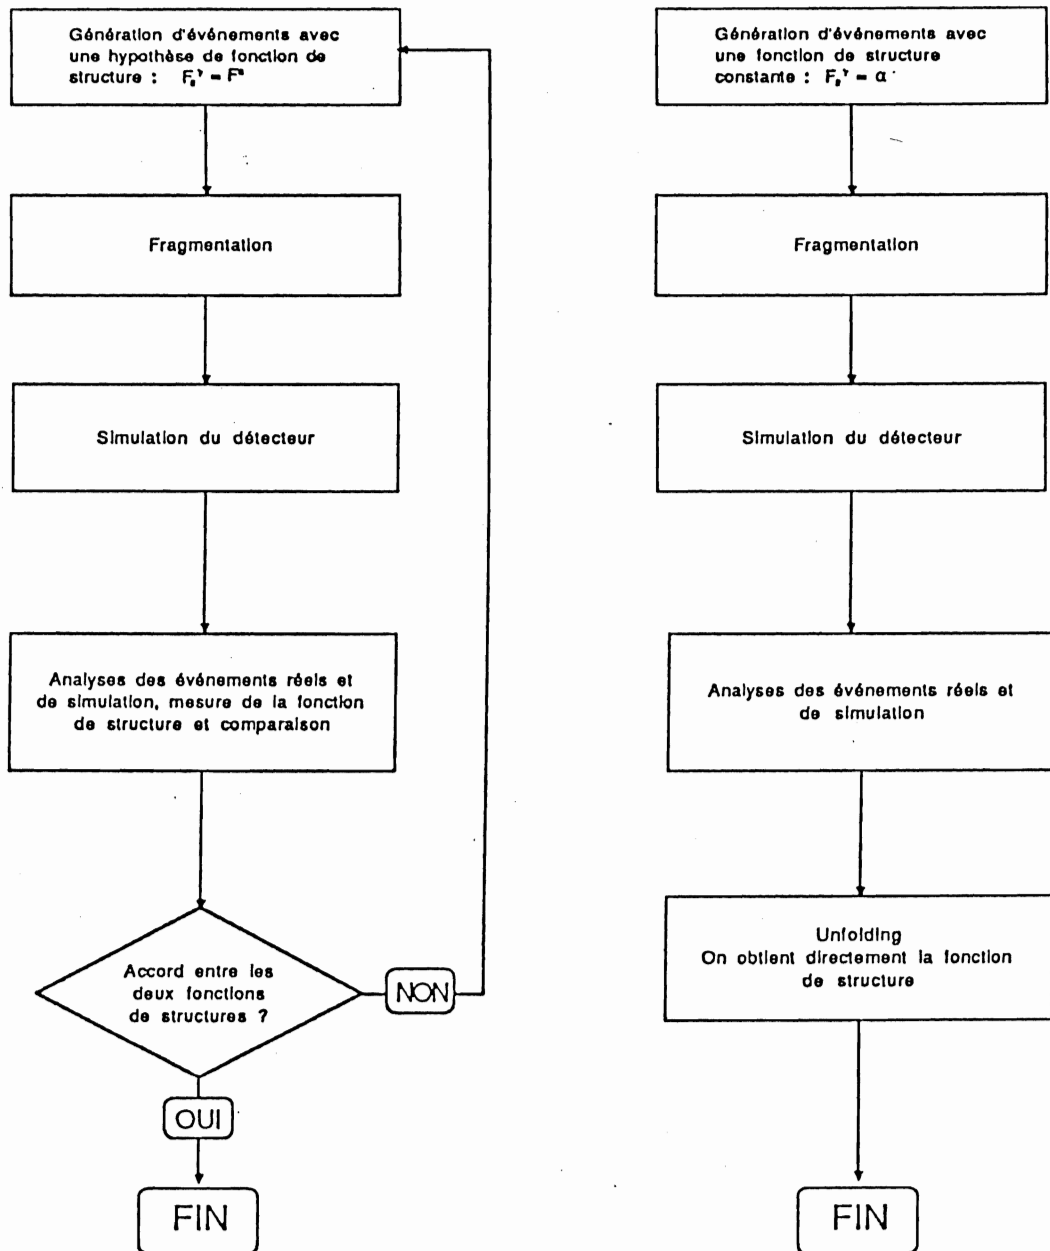 Génération d'événements avec
une hypothèse de fonction de
structure : F₂ᵞ = F°
Fragmentation
Simulation du détecteur
Analyses des événements réels et
de simulation, mesure de la fonction
de structure et comparaison
Accord entre les
deux fonctions
de structures ?
NON
OUI
FIN
Génération d'événements avec
une fonction de structure
constante : F₂ᵞ = α
Fragmentation
Simulation du détecteur
Analyses des événements réels et
de simulation
Unfolding
On obtient directement la fonction
de structure
FIN